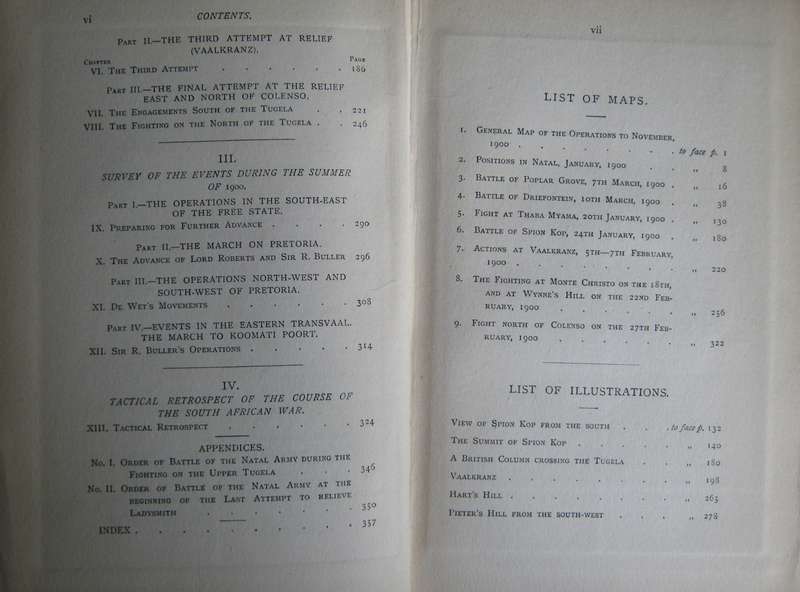 vi
CONTENTS.
Part II.—THE THIRD ATTEMPT AT RELIEF
(VAALKRANZ).
Chapter Page
VI. The Third Attempt . . . . . . 186
Part III.—THE FINAL ATTEMPT AT THE RELIEF
EAST AND NORTH OF COLENSO.
VII. The Engagements South of the Tugela . . 221
VIII. The Fighting on the North of the Tugela . . 246
III.
SURVEY OF THE EVENTS DURING THE SUMMER
OF 1900.
Part I.—THE OPERATIONS IN THE SOUTH-EAST
OF THE FREE STATE.
IX. Preparing for Further Advance . . . . 290
Part II.—THE MARCH ON PRETORIA.
X. The Advance of Lord Roberts and Sir R. Buller 296
Part III.—THE OPERATIONS NORTH-WEST AND
SOUTH-WEST OF PRETORIA.
XI. De Wet's Movements . . . . . . 308
Part IV.—EVENTS IN THE EASTERN TRANSVAAL.
THE MARCH TO KOOMATI POORT.
XII. Sir R. Buller's Operations . . . . . 314
IV.
TACTICAL RETROSPECT OF THE COURSE OF
THE SOUTH AFRICAN WAR.
XIII. Tactical Retrospect . . . . . . 324
APPENDICES.
No. I. Order of Battle of the Natal Army during the
Fighting on the Upper Tugela . . . 346
No. II. Order of Battle of the Natal Army at the
beginning of the Last Attempt to relieve
Ladysmith . . . . . . . 350
INDEX . . . . . . . . . . 357
vii
LIST OF MAPS.
1. General Map of the Operations to November,
1900 . . . . . . . . to face p. 1
2. Positions in Natal, January, 1900 . . „ 8
3. Battle of Poplar Grove, 7th March, 1900 . „ 16
4. Battle of Driefontein, 10th March, 1900 . „ 38
5. Fight at Thaba Myama, 20th January, 1900 . „ 130
6. Battle of Spion Kop, 24th January, 1900 . „ 180
7. Actions at Vaalkranz, 5th—7th February,
1900 . . . . . . . . „ 220
8. The Fighting at Monte Christo on the 18th,
and at Wynne's Hill on the 22nd Feb-
ruary, 1900 . . . . . . „ 256
9. Fight north of Colenso on the 27th Feb-
ruary, 1900 . . . . . . „ 322
LIST OF ILLUSTRATIONS.
View of Spion Kop from the south . . . to face p. 132
The Summit of Spion Kop . . . . . „ 140
A British Column crossing the Tugela . . „ 180
Vaalkranz . . . . . . . . „ 198
Hart's Hill . . . . . . . . „ 265
Pieter's Hill from the south-west . . . „ 278